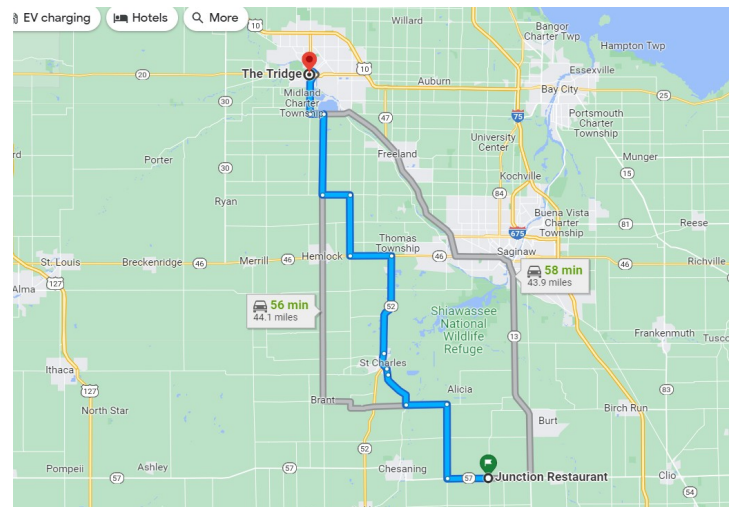 EV charging
Hotels
More
10
Willard
Bangor
Charter
Township
Hampton Twp
The Tridge
20
10
Essexville
Auburn
Bay City
Midland
Charter
Township
30
25
47
75
Portsmouth
Charter
Township
University
Center
Freeland
Porter
Munger
30
Kochville
15
Ryan
84
Buena Vista
Charter
Township
81
Reese
675
Thomas
Township
Saginaw
St. Louis
46
Breckenridge
46
Merrill
46
Hemlock
46
46
Richville
58 min
43.9 miles
Alma
127
56 min
44.1 miles
52
Shiawassee
National
Wildlife
Refuge
13
Frankenmuth
Tusco
St Charles
Ithaca
127
Alicia
83
Brant
North Star
Birch Run
Burt
52
Pompeii
Ashley
57
57
Chesaning
57
Junction Restaurant
Clio
54